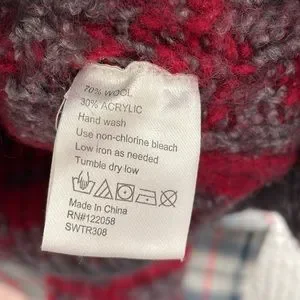 70% WOOL
30% ACRYLIC
Hand wash
Use non-chlorine bleach
Low iron as needed
Tumble dry low
Made In China
RN#122058
SWTR308